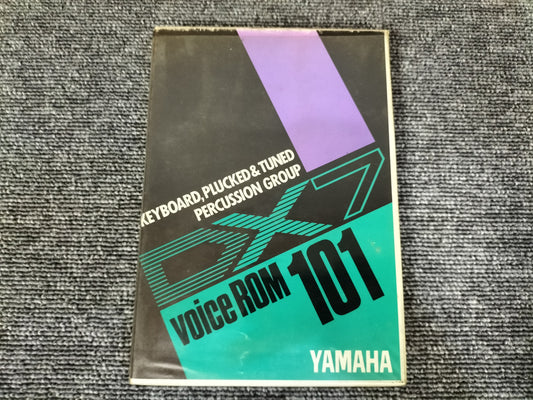 KEYBOARD, PLUCKED & TUNED
PERCUSSION GROUP
DX7
Voice ROM 101
YAMAHA